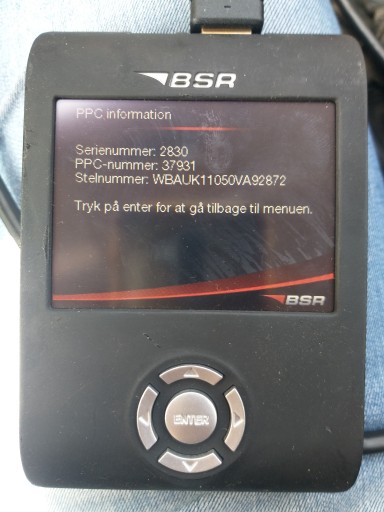 BSR
PPC information
Serienummer: 2830
PPC-nummer: 37931
Stelnummer: WBAUK11050VA92872
Tryk på enter for at gå tilbage til menuen.
BSR
ENTER